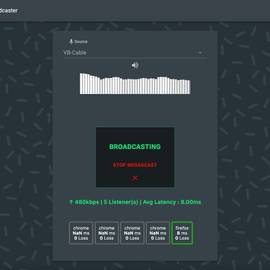 dcaster
Source
VB-Cable
BROADCASTING
STOP BROADCAST
480kbps | 5 Listener(s) | Avg Latency : 8.00ms
chrome chrome chrome chrome firefox
NaN ms NaN ms NaN ms NaN ms 8 ms
0 Loss 0 Loss 0 Loss 0 Loss 0 Loss